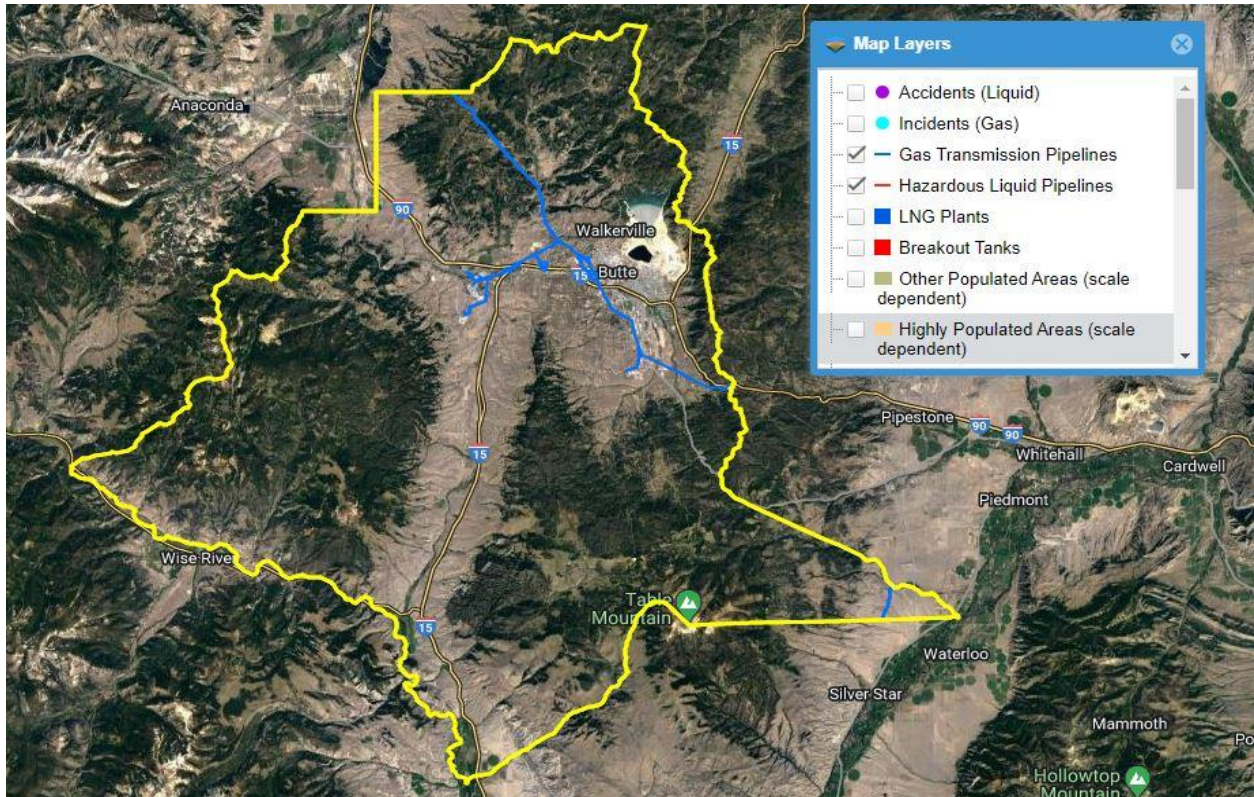 Map Layers
Accidents (Liquid)
Incidents (Gas)
Gas Transmission Pipelines
Hazardous Liquid Pipelines
LNG Plants
Breakout Tanks
Other Populated Areas (scale
dependent)
Highly Populated Areas (scale
dependent)
Anaconda
15
90
Walkerville
Butte
15
Pipestone
90
90
Whitehall
Cardwell
15
Piedmont
Wise River
Table
Mountain
15
Waterloo
Silver Star
Mammoth
Po
Hollowtop
Mountain